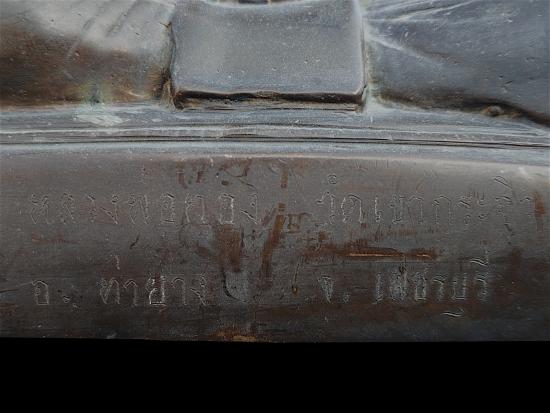 หลวงพ่อทอง วัดเขากระจิว
อ. ท่ายาง จ. เพชรบุรี